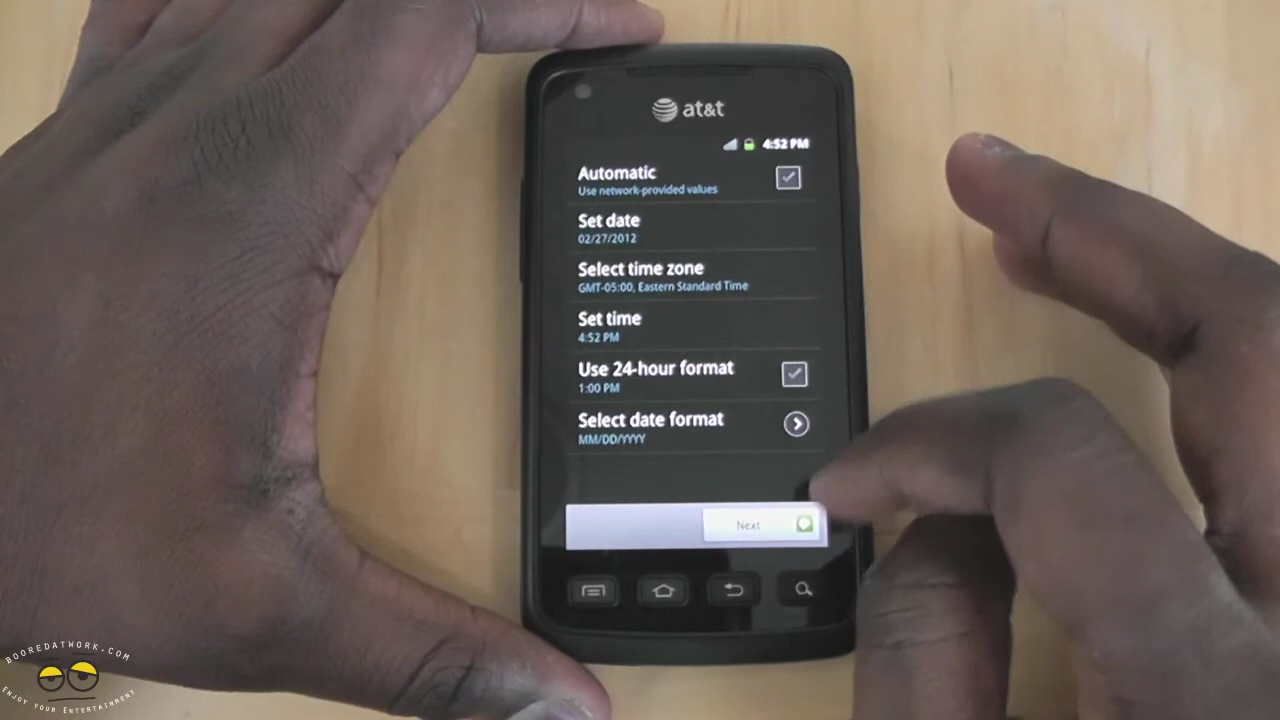 at&t
4:52 PM
Automatic
Use network-provided values
Set date
02/27/2012
Select time zone
GMT-05:00, Eastern Standard Time
Set time
4:52 PM
Use 24-hour format
1:00 PM
Select date format
MM/DD/YYYY
Next
BOOREDATWORK.COM
ENJOY YOUR ENTERTAINMENT